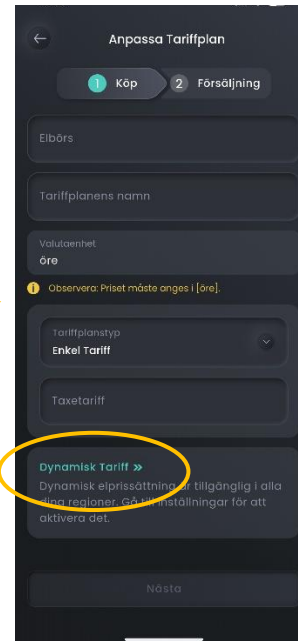 Anpassa Tariffplan
1 Köp 2 Försäljning
Elbörs
Tariffplanens namn
Valutaenhet
öre
Observera: Priset måste anges i [öre].
Tariffplanstyp
Enkel Tariff
Taxetariff
Dynamisk Tariff »
Dynamisk elprissättning är tillgänglig i alla
dina regioner. Gå till inställningar för att
aktivera det.
Nästa